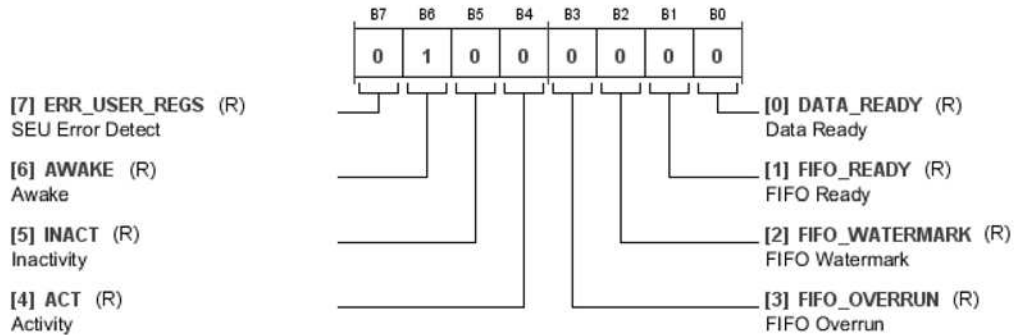 B7 B6 B5 B4 B3 B2 B1 B0
0 1 0 0 0 0 0 0
[7] ERR_USER_REGS (R)
SEU Error Detect
[6] AWAKE (R)
Awake
[5] INACT (R)
Inactivity
[4] ACT (R)
Activity
[0] DATA_READY (R)
Data Ready
[1] FIFO_READY (R)
FIFO Ready
[2] FIFO_WATERMARK (R)
FIFO Watermark
[3] FIFO_OVERRUN (R)
FIFO Overrun